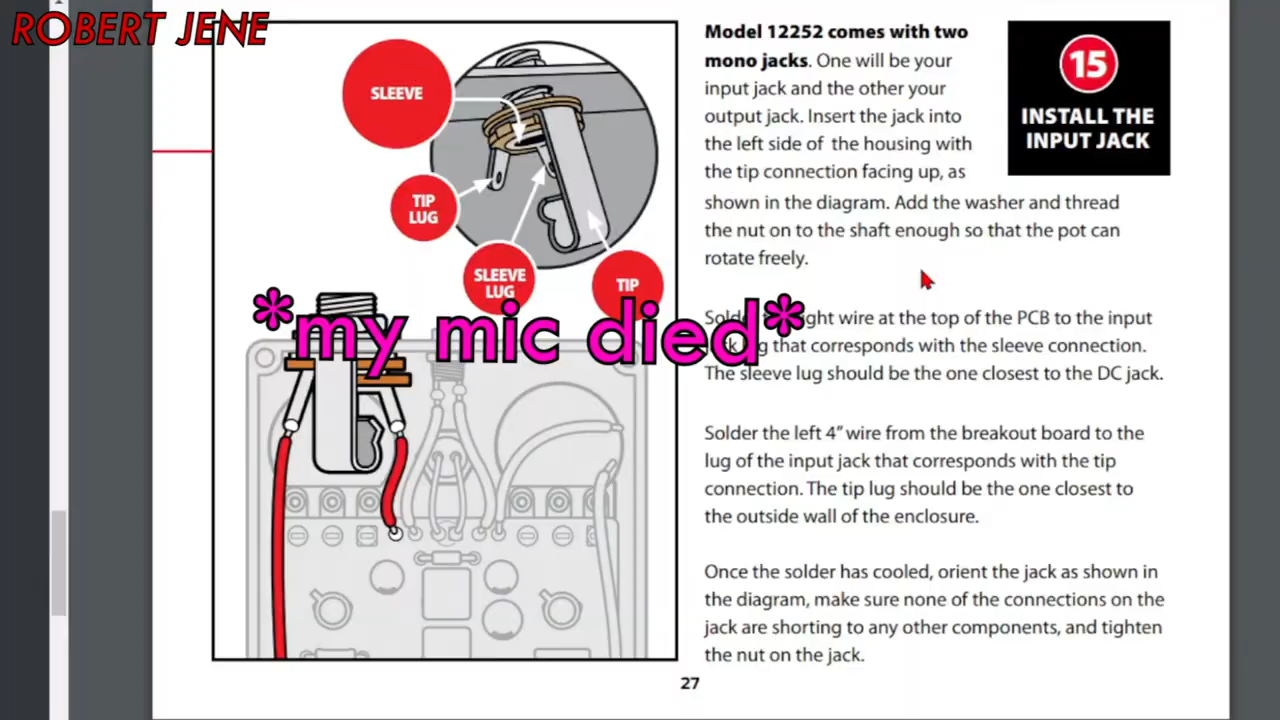 ROBERT JENE
SLEEVE
TIP
LUG
SLEEVE
LUG
TIP
*my mic died*
Model 12252 comes with two
mono jacks. One will be your
input jack and the other your
output jack. Insert the jack into
the left side of the housing with
the tip connection facing up, as
shown in the diagram. Add the washer and thread
the nut on to the shaft enough so that the pot can
rotate freely.
15
INSTALL THE
INPUT JACK
wire at the top of the PCB to the input
that corresponds with the sleeve connection.
The sleeve lug should be the one closest to the DC jack.
Solder the left 4" wire from the breakout board to the
lug of the input jack that corresponds with the tip
connection. The tip lug should be the one closest to
the outside wall of the enclosure.
Once the solder has cooled, orient the jack as shown in
the diagram, make sure none of the connections on the
jack are shorting to any other components, and tighten
the nut on the jack.
27